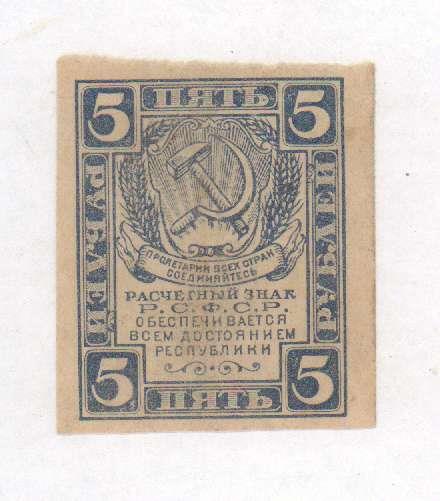 5 ПЯТЬ 5
РУБЛЕЙ
РУБЛЕЙ
ПРОЛЕТАРИИ ВСЕХ СТРАН
СОЕДИНЯЙТЕСЬ
РАСЧЕТНЫЙ ЗНАК
Р.С.Ф.С.Р.
ОБЕСПЕЧИВАЕТСЯ
ВСЕМ ДОСТОЯНИЕМ
РЕСПУБЛИКИ
5 ПЯТЬ 5